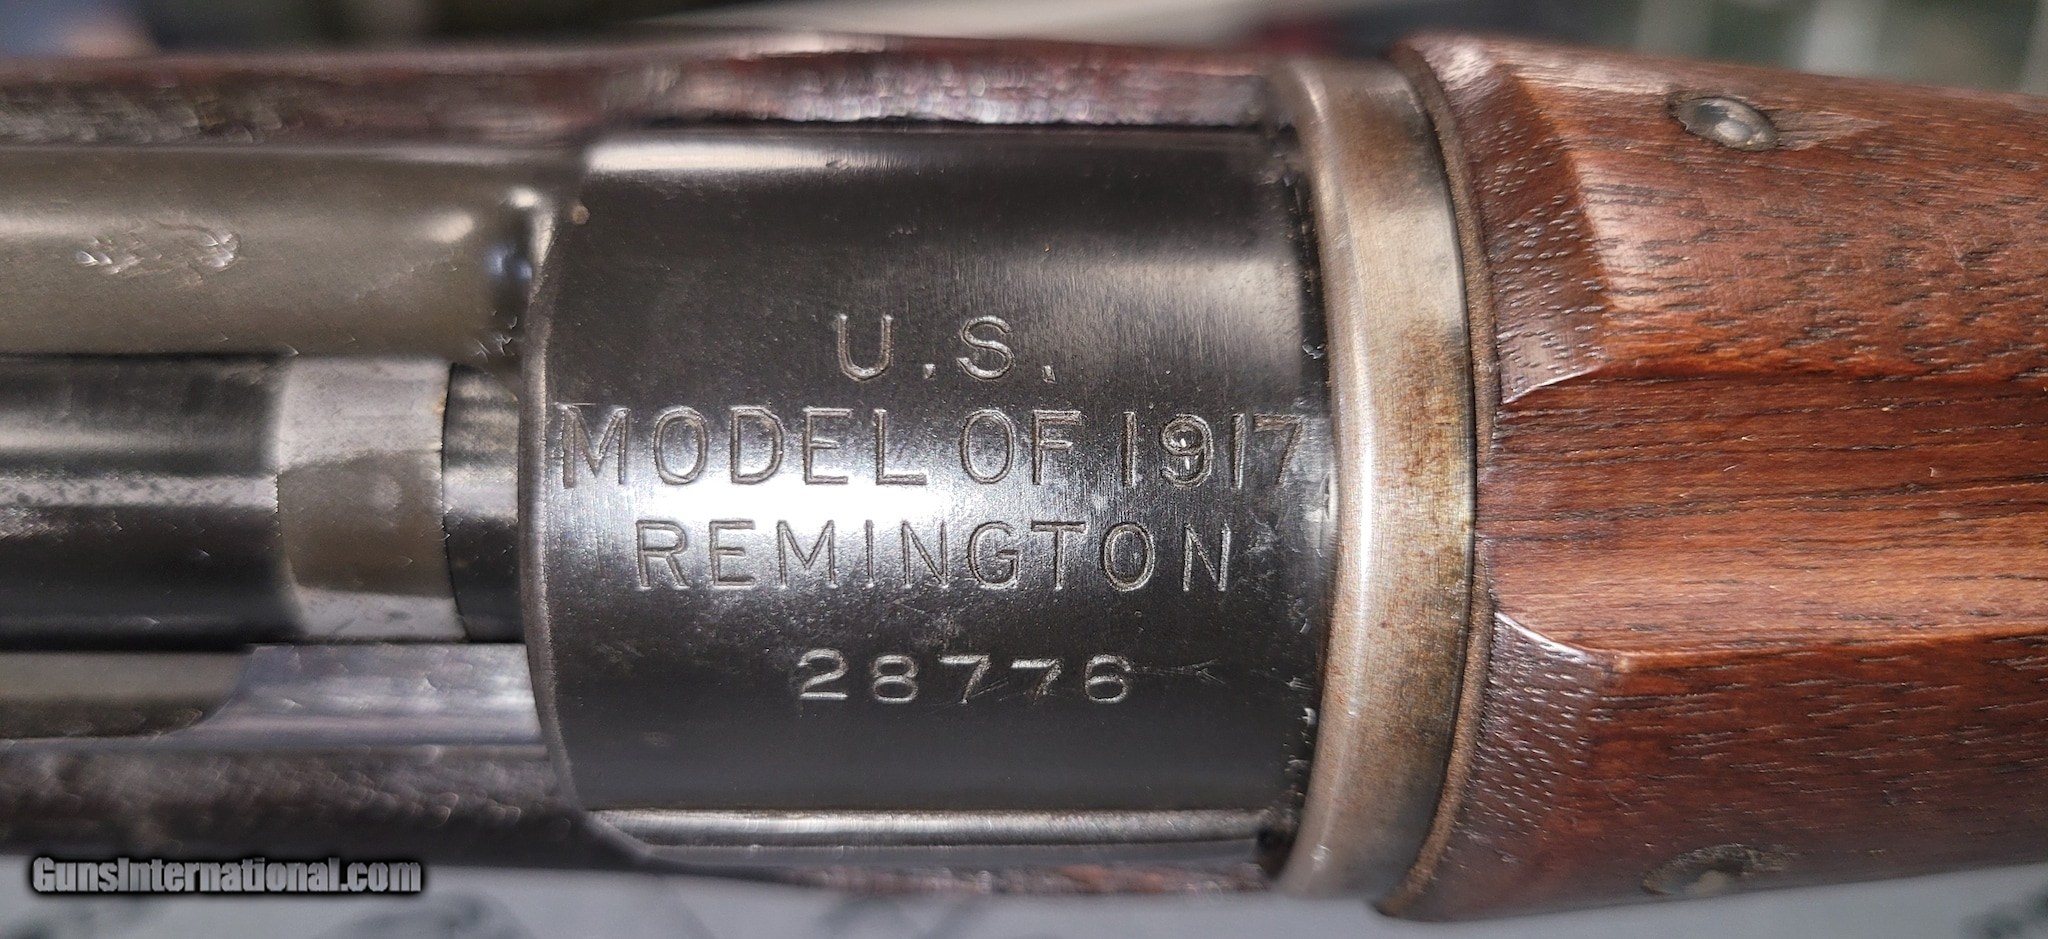 U.S.
MODEL OF 1917
REMINGTON
28776
GunsInternational.com